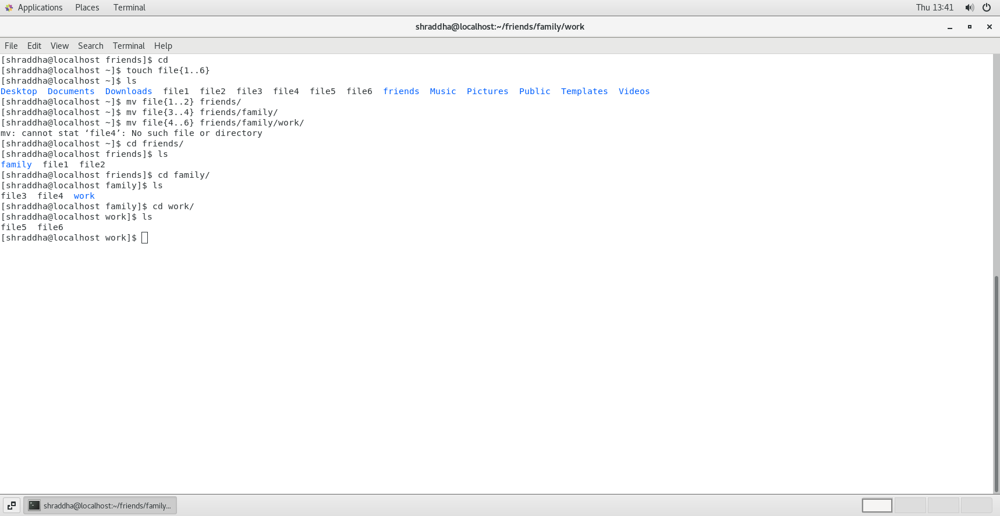 Applications Places Terminal Thu 13:41
shraddha@localhost:~/friends/family/work
File Edit View Search Terminal Help
[shraddha@localhost friends]$ cd
[shraddha@localhost ~]$ touch file{1..6}
[shraddha@localhost ~]$ ls
Desktop  Documents  Downloads  file1  file2  file3  file4  file5  file6  friends  Music  Pictures  Public  Templates  Videos
[shraddha@localhost ~]$ mv file{1..2} friends/
[shraddha@localhost ~]$ mv file{3..4} friends/family/
[shraddha@localhost ~]$ mv file{4..6} friends/family/work/
mv: cannot stat ‘file4’: No such file or directory
[shraddha@localhost ~]$ cd friends/
[shraddha@localhost friends]$ ls
family  file1  file2
[shraddha@localhost friends]$ cd family/
[shraddha@localhost family]$ ls
file3  file4  work
[shraddha@localhost family]$ cd work/
[shraddha@localhost work]$ ls
file5  file6
[shraddha@localhost work]$
shraddha@localhost:~/friends/family...